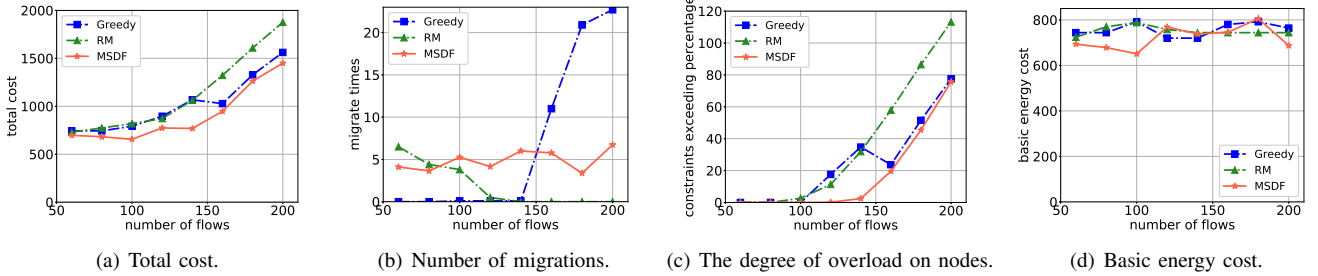 total cost
2000
1500
1000
500
0
Greedy
RM
MSDF
50 100 150 200
number of flows
(a) Total cost.
migrate times
20
15
10
5
0
Greedy
RM
MSDF
50 100 150 200
number of flows
(b) Number of migrations.
constraints exceeding percentage
120
100
80
60
40
20
0
Greedy
RM
MSDF
50 100 150 200
number of flows
(c) The degree of overload on nodes.
basic energy cost
800
600
400
200
0
Greedy
RM
MSDF
50 100 150 200
number of flows
(d) Basic energy cost.